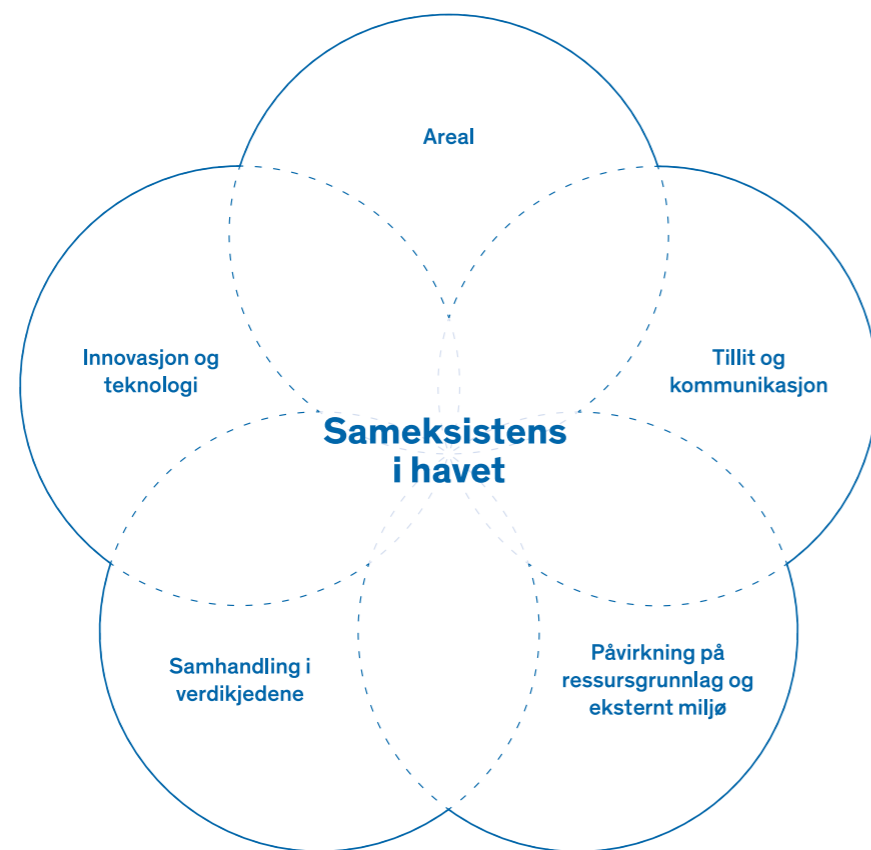 Areal
Innovasjon og
teknologi
Tillit og
kommunikasjon
Sameksistens
i havet
Samhandling i
verdikjedene
Påvirkning på
ressursgrunnlag og
eksternt miljø